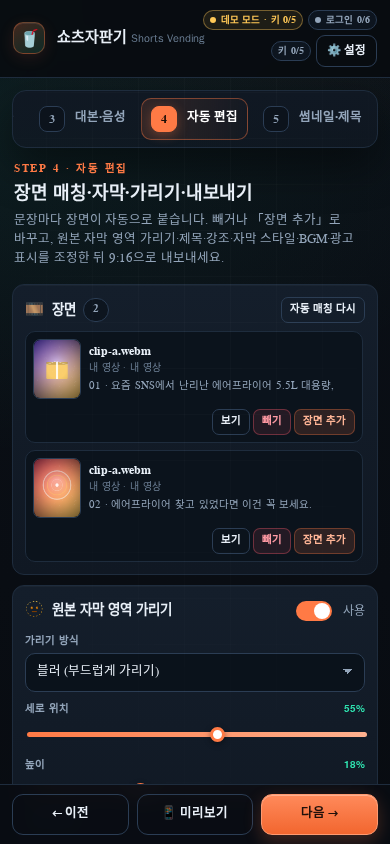 데모 모드 · 키 0/5
로그인 0/6
쇼츠자판기 Shorts Vending
키 0/5
설정
3 대본·음성
4 자동 편집
5 썸네일·제목
STEP 4 · 자동 편집
장면 매칭·자막·가리기·내보내기
문장마다 장면이 자동으로 붙습니다. 빼거나 「장면 추가」로
바꾸고, 원본 자막 영역 가리기·제목·강조·자막 스타일·BGM·광고
표시를 조정한 뒤 9:16으로 내보내세요.
장면 2
자동 매칭 다시
clip-a.webm
내 영상 · 내 영상
01 · 요즘 SNS에서 난리난 에어프라이어 5.5L 대용량,
보기 빼기 장면 추가
clip-a.webm
내 영상 · 내 영상
02 · 에어프라이어 찾고 있었다면 이건 꼭 보세요.
보기 빼기 장면 추가
원본 자막 영역 가리기
사용
가리기 방식
블러 (부드럽게 가리기)
세로 위치 55%
높이 18%
← 이전
미리보기
다음 →